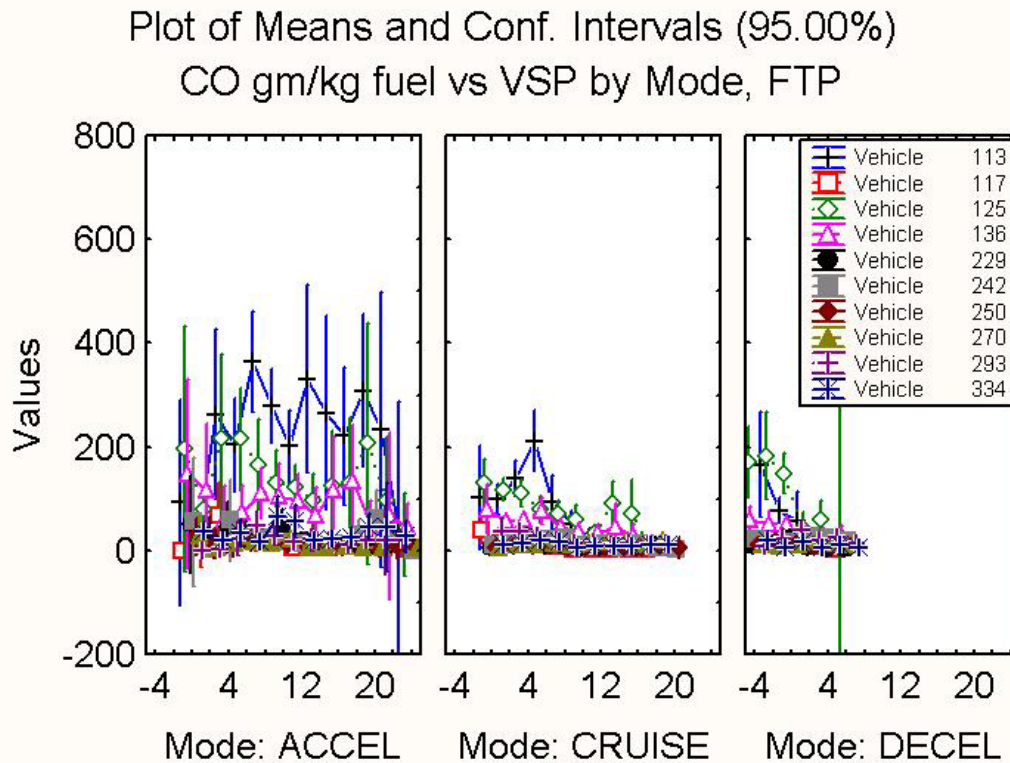 Plot of Means and Conf. Intervals (95.00%)
CO gm/kg fuel vs VSP by Mode, FTP
Values
800
600
400
200
0
-200
Vehicle 113
Vehicle 117
Vehicle 125
Vehicle 136
Vehicle 229
Vehicle 242
Vehicle 250
Vehicle 270
Vehicle 293
Vehicle 334
-4 4 12 20 -4 4 12 20 -4 4 12 20
Mode: ACCEL Mode: CRUISE Mode: DECEL